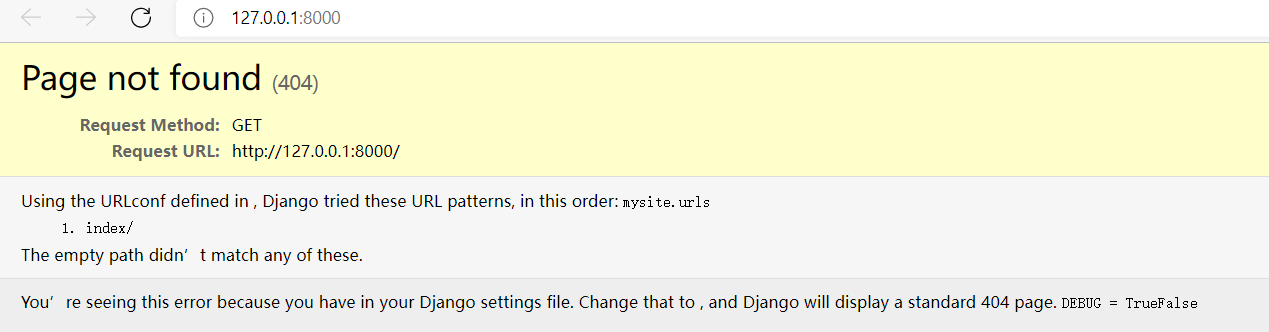 127.0.0.1:8000
Page not found (404)
Request Method: GET
Request URL: http://127.0.0.1:8000/
Using the URLconf defined in , Django tried these URL patterns, in this order: mysite.urls
1. index/
The empty path didn’t match any of these.
You’re seeing this error because you have in your Django settings file. Change that to , and Django will display a standard 404 page. DEBUG = TrueFalse